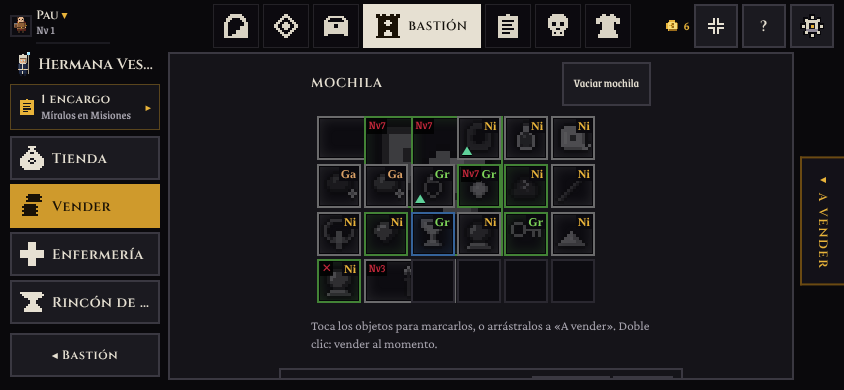 PAU ▾
Nv 1
BASTIÓN
6
?
HERMANA VES...
1 ENCARGO
Míralos en Misiones
TIENDA
VENDER
ENFERMERÍA
RINCÓN DE ...
◂ BASTIÓN
MOCHILA
Vaciar mochila
Nv7 Nv7 Ni Ni Ni
Ga Ga Gr Nv7 Gr Ni Ni
Ni Ni Gr Ni Gr Ni
× Ni Nv3
Toca los objetos para marcarlos, o arrástralos a «A vender». Doble
clic: vender al momento.
◂ A VENDER